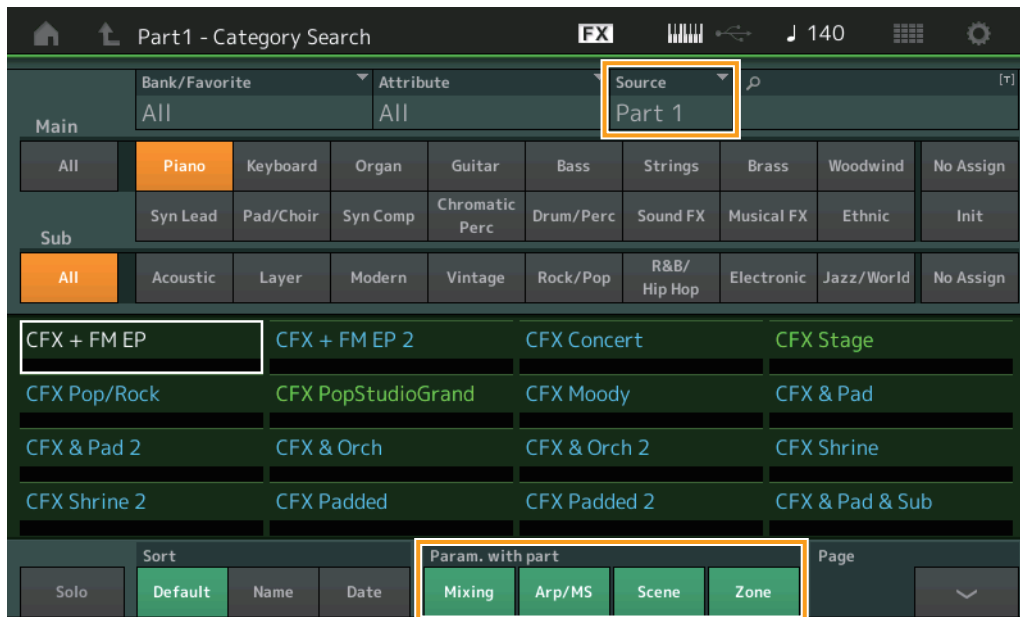 Part1 - Category Search FX 140
Bank/Favorite Attribute Source [T]
Main All All Part 1
All Piano Keyboard Organ Guitar Bass Strings Brass Woodwind No Assign
Syn Lead Pad/Choir Syn Comp Chromatic Perc Drum/Perc Sound FX Musical FX Ethnic Init
Sub
All Acoustic Layer Modern Vintage Rock/Pop R&B/ Hip Hop Electronic Jazz/World No Assign
CFX + FM EP CFX + FM EP 2 CFX Concert CFX Stage
CFX Pop/Rock CFX PopStudioGrand CFX Moody CFX & Pad
CFX & Pad 2 CFX & Orch CFX & Orch 2 CFX Shrine
CFX Shrine 2 CFX Padded CFX Padded 2 CFX & Pad & Sub
Sort Param. with part Page
Solo Default Name Date Mixing Arp/MS Scene Zone